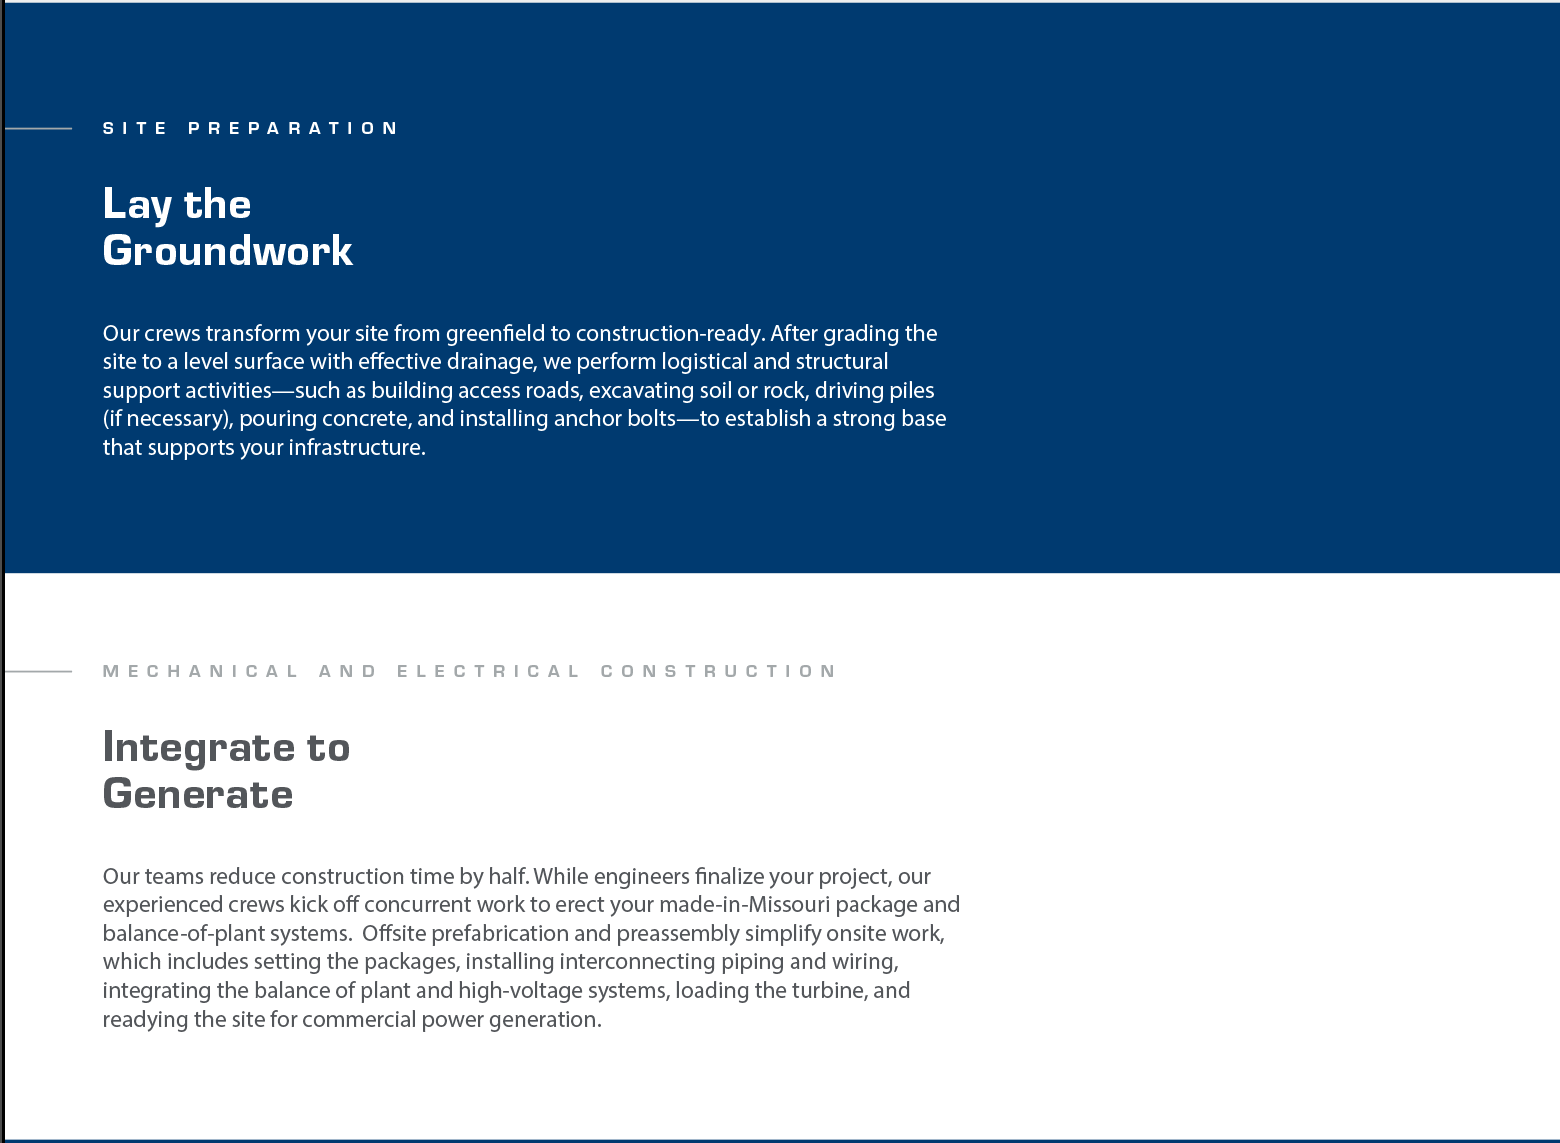 SITE PREPARATION
Lay the
Groundwork
Our crews transform your site from greenfield to construction-ready. After grading the
site to a level surface with effective drainage, we perform logistical and structural
support activities—such as building access roads, excavating soil or rock, driving piles
(if necessary), pouring concrete, and installing anchor bolts—to establish a strong base
that supports your infrastructure.
MECHANICAL AND ELECTRICAL CONSTRUCTION
Integrate to
Generate
Our teams reduce construction time by half. While engineers finalize your project, our
experienced crews kick off concurrent work to erect your made-in-Missouri package and
balance-of-plant systems.  Offsite prefabrication and preassembly simplify onsite work,
which includes setting the packages, installing interconnecting piping and wiring,
integrating the balance of plant and high-voltage systems, loading the turbine, and
readying the site for commercial power generation.